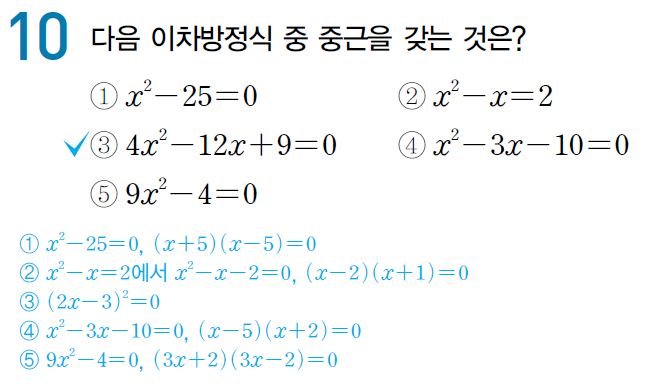 10 다음 이차방정식 중 중근을 갖는 것은?
① x²-25=0 ② x²-x=2
③ 4x²-12x+9=0 ④ x²-3x-10=0
⑤ 9x²-4=0
① x²-25=0, (x+5)(x-5)=0
② x²-x=2에서 x²-x-2=0, (x-2)(x+1)=0
③ (2x-3)²=0
④ x²-3x-10=0, (x-5)(x+2)=0
⑤ 9x²-4=0, (3x+2)(3x-2)=0